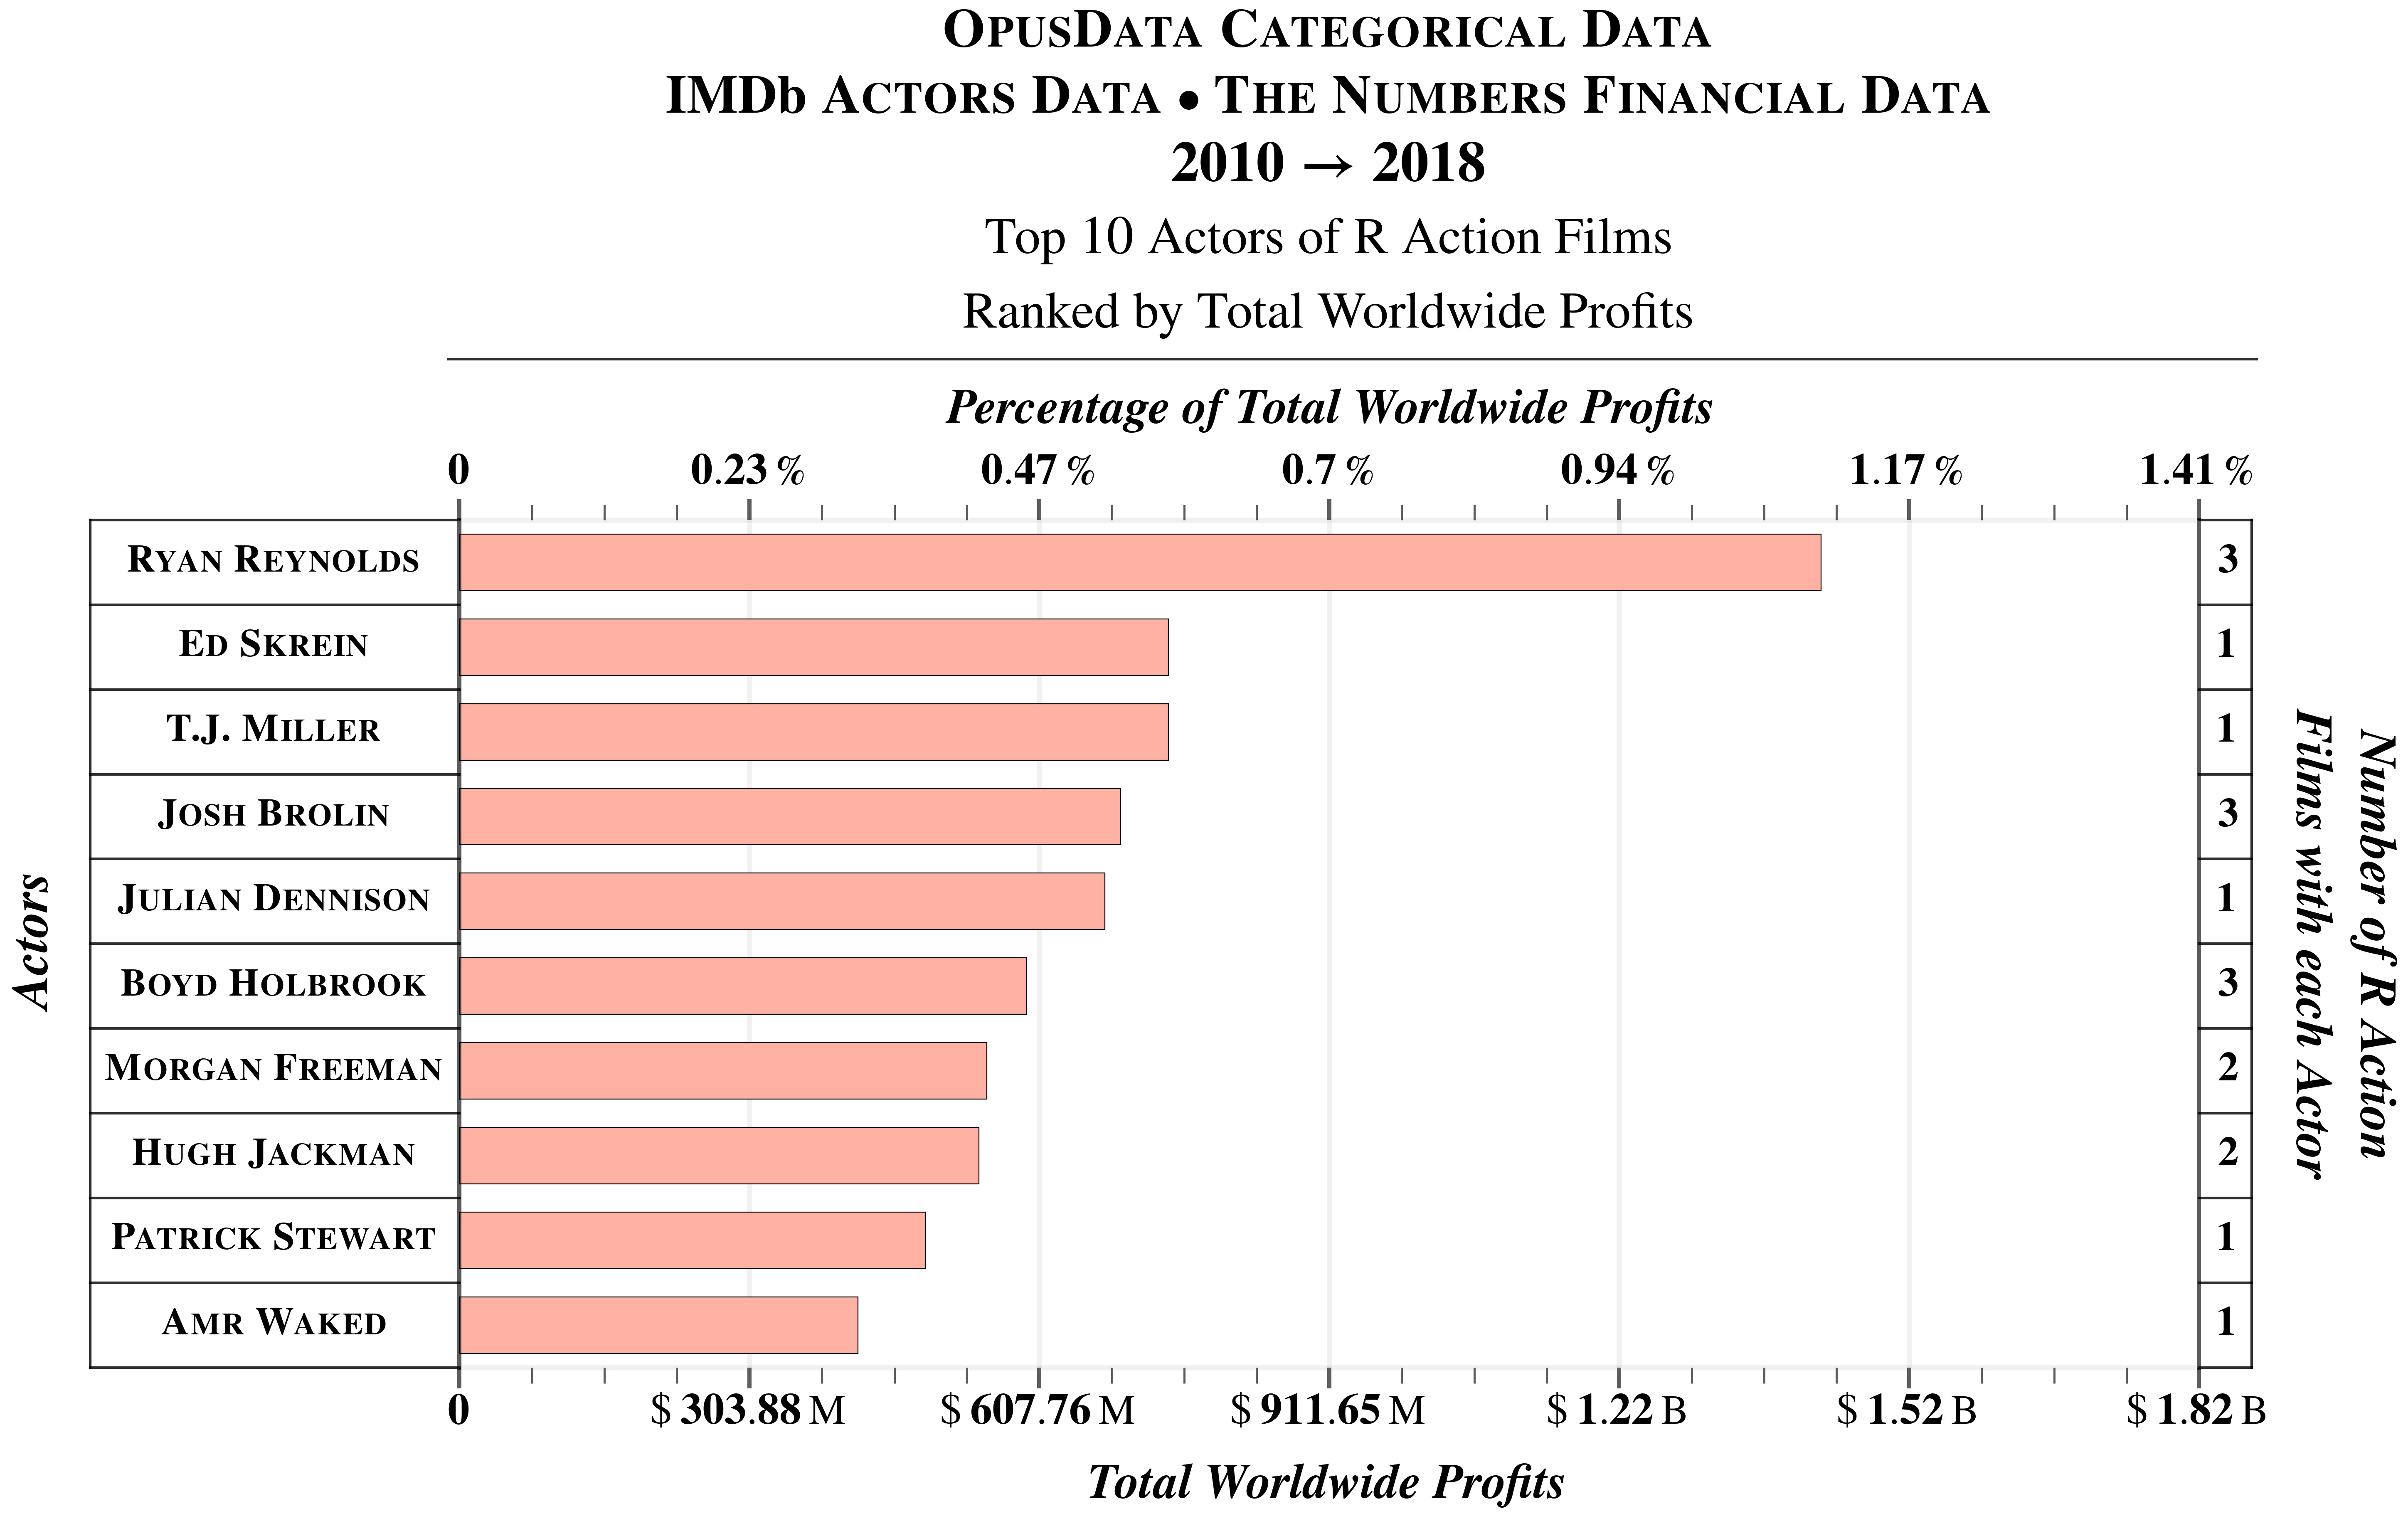 OpusData Categorical Data
IMDb Actors Data • The Numbers Financial Data
2010 → 2018
Top 10 Actors of R Action Films
Ranked by Total Worldwide Profits
Percentage of Total Worldwide Profits
0 0.23 % 0.47 % 0.7 % 0.94 % 1.17 % 1.41 %
Actors
Ryan Reynolds 3
Ed Skrein 1
T.J. Miller 1
Josh Brolin 3
Julian Dennison 1
Boyd Holbrook 3
Morgan Freeman 2
Hugh Jackman 2
Patrick Stewart 1
Amr Waked 1
Number of R Action
Films with each Actor
0 $ 303.88 M $ 607.76 M $ 911.65 M $ 1.22 B $ 1.52 B $ 1.82 B
Total Worldwide Profits